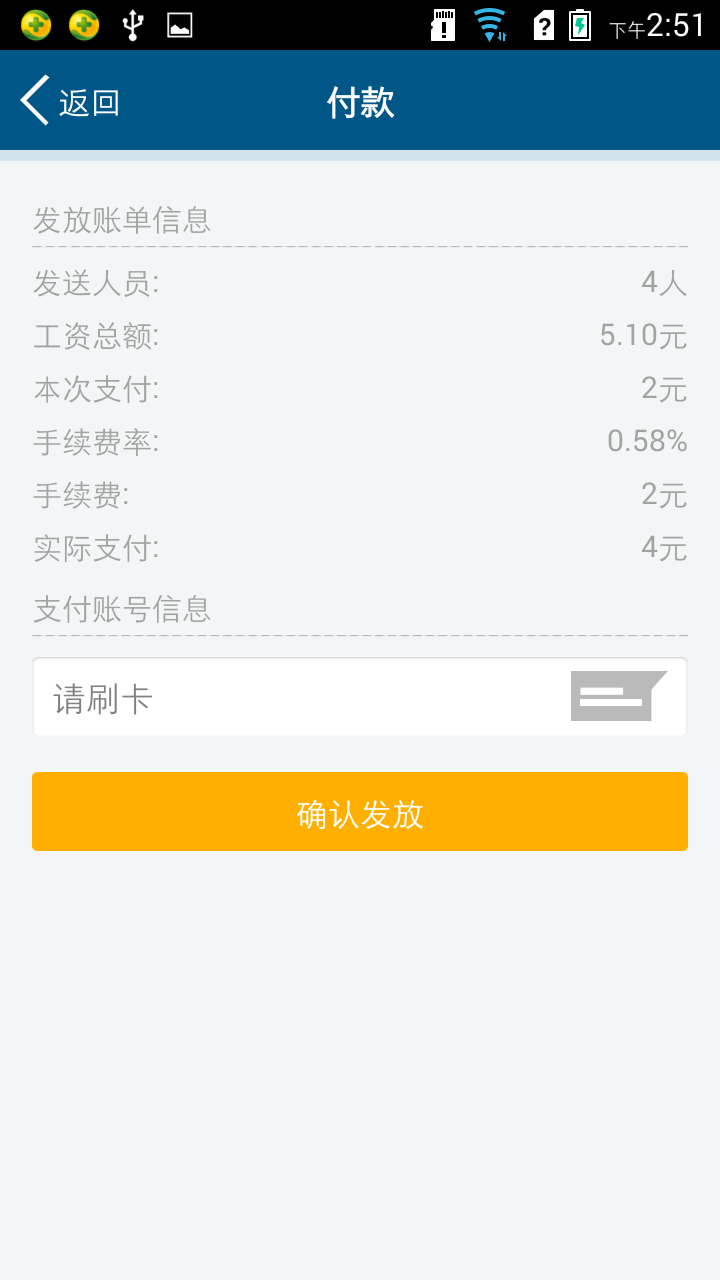 下午2:51
返回
付款
发放账单信息
发送人员: 4人
工资总额: 5.10元
本次支付: 2元
手续费率: 0.58%
手续费: 2元
实际支付: 4元
支付账号信息
请刷卡
确认发放